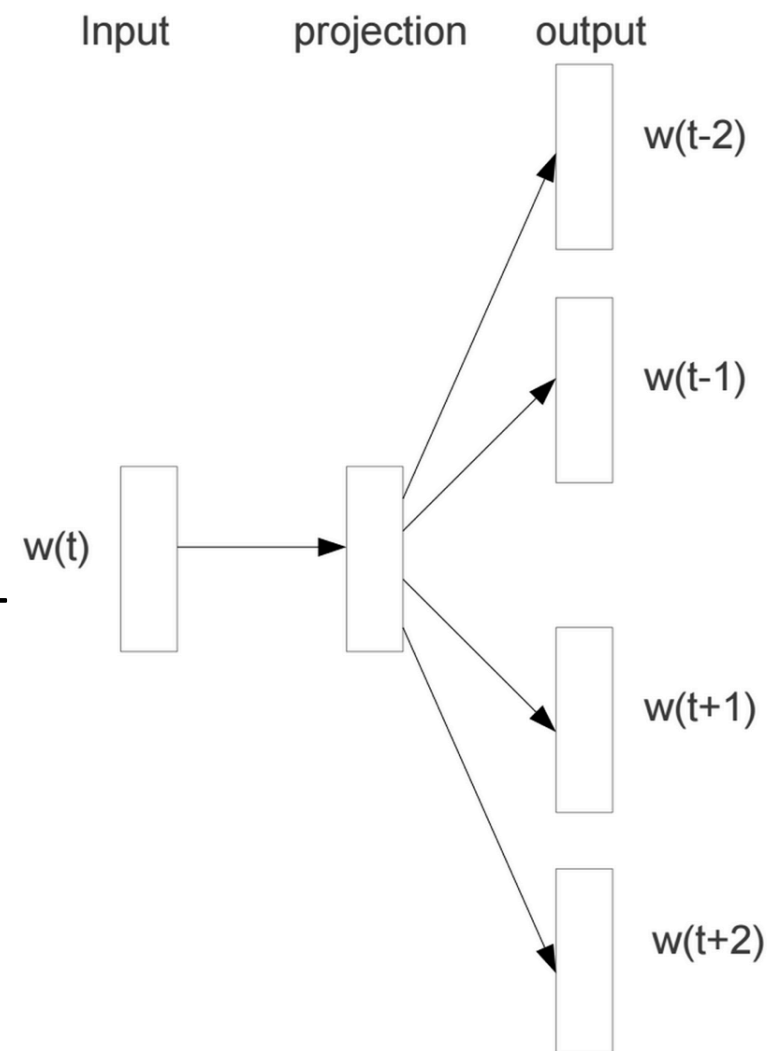 Input projection output
w(t-2)
w(t-1)
w(t)
w(t+1)
w(t+2)